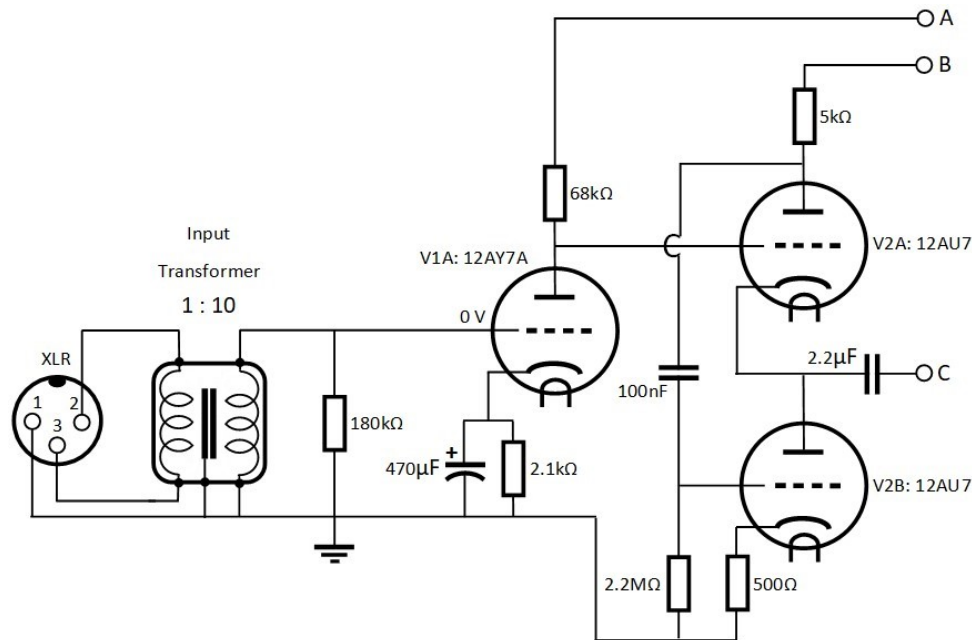 A
B
5kΩ
68kΩ
Input
Transformer
1 : 10
V1A: 12AY7A
V2A: 12AU7
0 V
XLR
1
2
3
2.2µF
C
100nF
180kΩ
+
470µF
2.1kΩ
V2B: 12AU7
2.2MΩ
500Ω